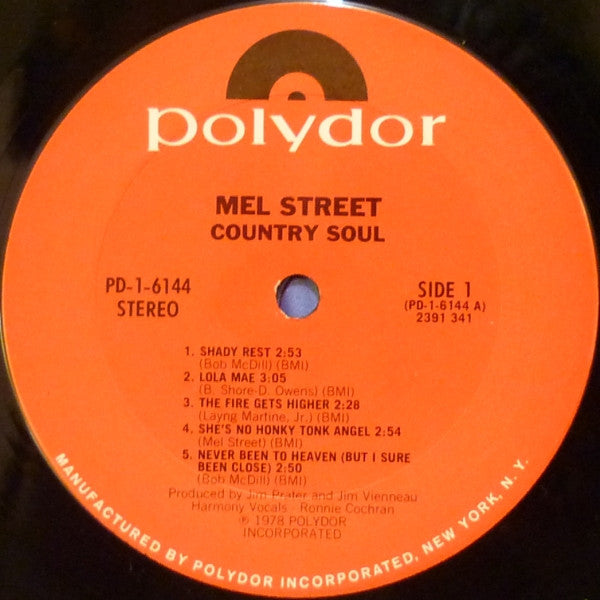 polydor
MEL STREET
COUNTRY SOUL
PD-1-6144
STEREO
SIDE 1
(PD-1-6144 A)
2391 341
1. SHADY REST 2:53
(Bob McDill) (BMI)
2. LOLA MAE 3:05
(B. Shore-D. Owens) (BMI)
3. THE FIRE GETS HIGHER 2:28
(Layng Martine, Jr.) (BMI)
4. SHE'S NO HONKY TONK ANGEL 2:54
(Mel Street) (BMI)
5. NEVER BEEN TO HEAVEN (BUT I SURE
BEEN CLOSE) 2:50
(Bob McDill) (BMI)
Produced by Jim Prater and Jim Vienneau
Harmony Vocals - Ronnie Cochran
℗ 1978 POLYDOR
INCORPORATED
MANUFACTURED BY POLYDOR INCORPORATED, NEW YORK, N. Y.